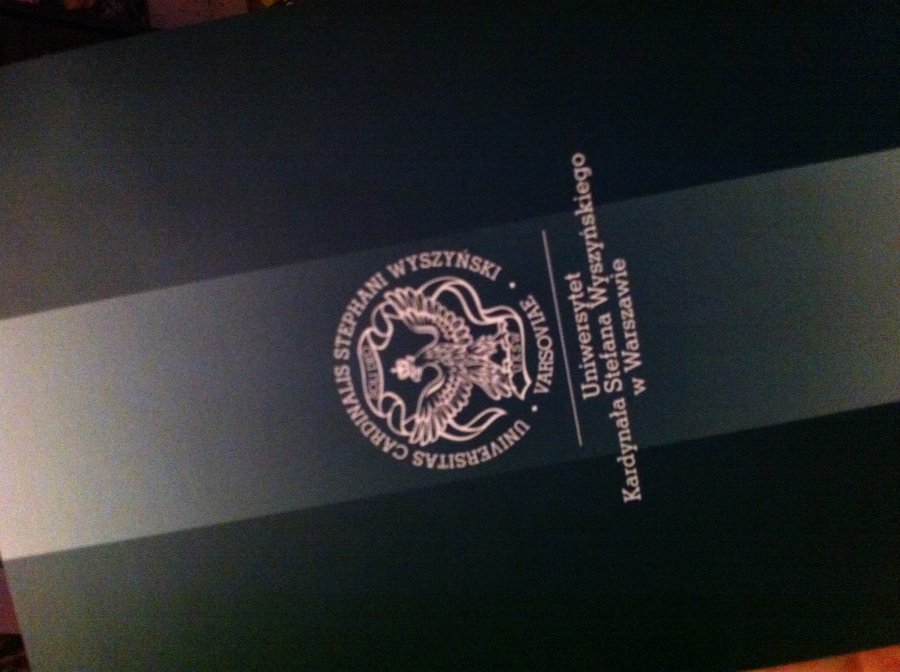 UNIVERSITAS CARDINALIS STEPHANI WYSZYŃSKI
• VARSOVIAE •
Uniwersytet
Kardynała Stefana Wyszyńskiego
w Warszawie